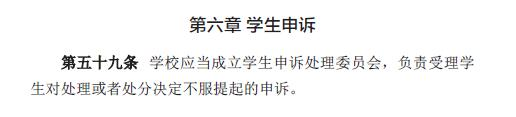 第六章 学生申诉
第五十九条 学校应当成立学生申诉处理委员会，负责受理学
生对处理或者处分决定不服提起的申诉。